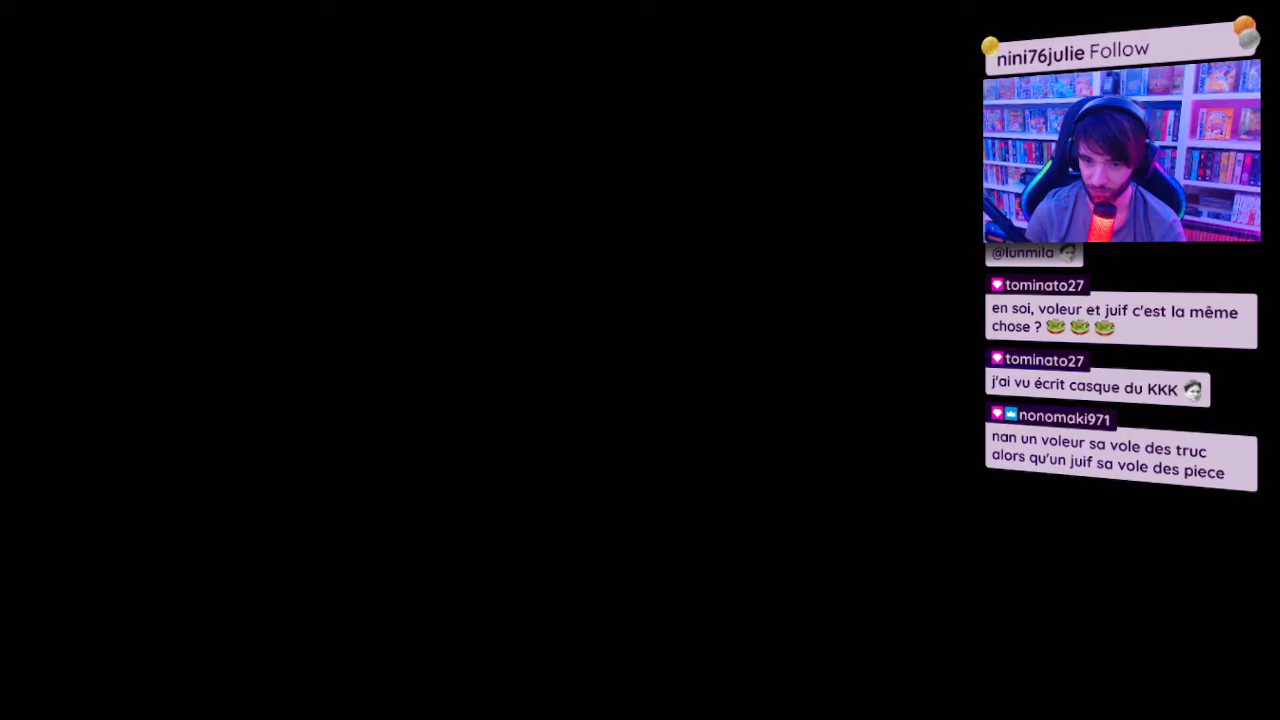 nini76julie Follow
@lunmila
tominato27
en soi, voleur et juif c'est la même
chose ?
tominato27
j'ai vu écrit casque du KKK
nonomaki971
nan un voleur sa vole des truc
alors qu'un juif sa vole des piece